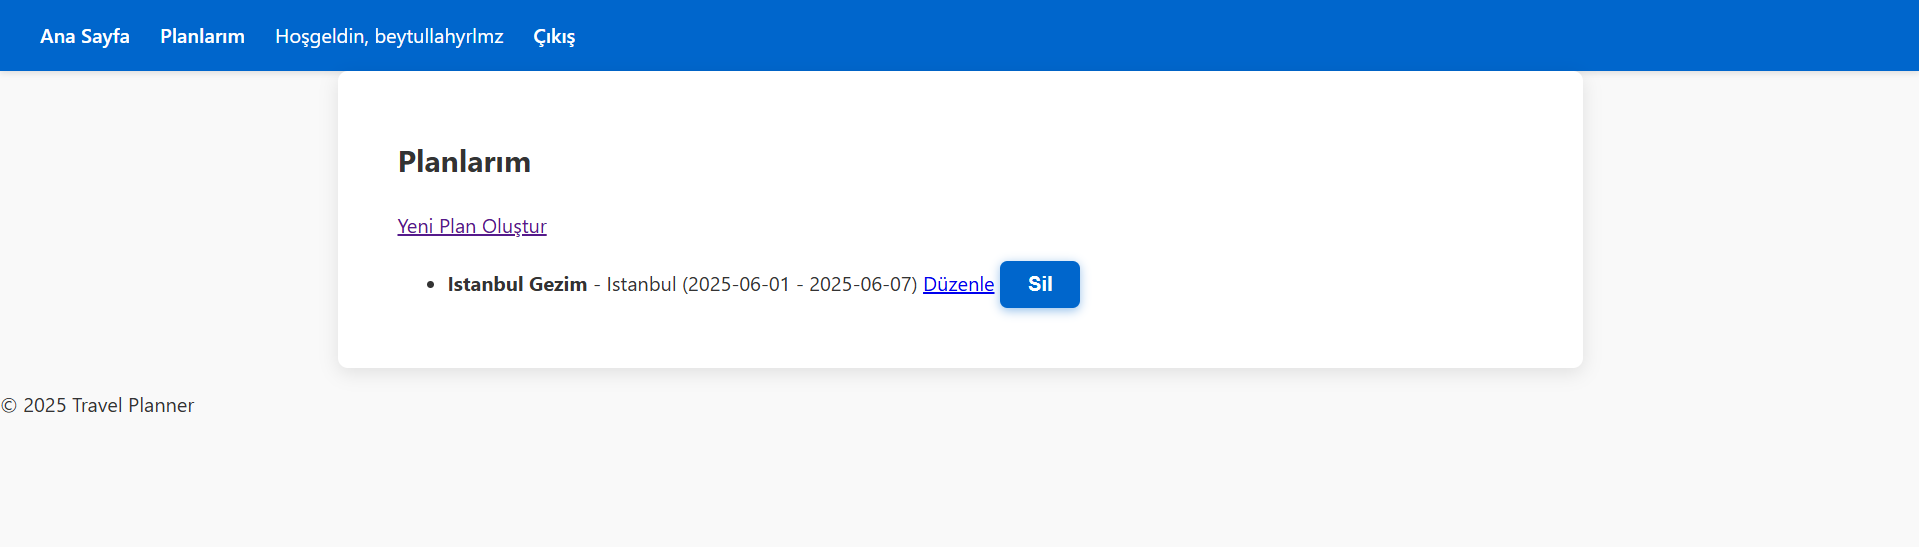 Ana Sayfa Planlarım Hoşgeldin, beytullahyrlmz Çıkış
Planlarım
Yeni Plan Oluştur
• Istanbul Gezim - Istanbul (2025-06-01 - 2025-06-07) Düzenle Sil
© 2025 Travel Planner